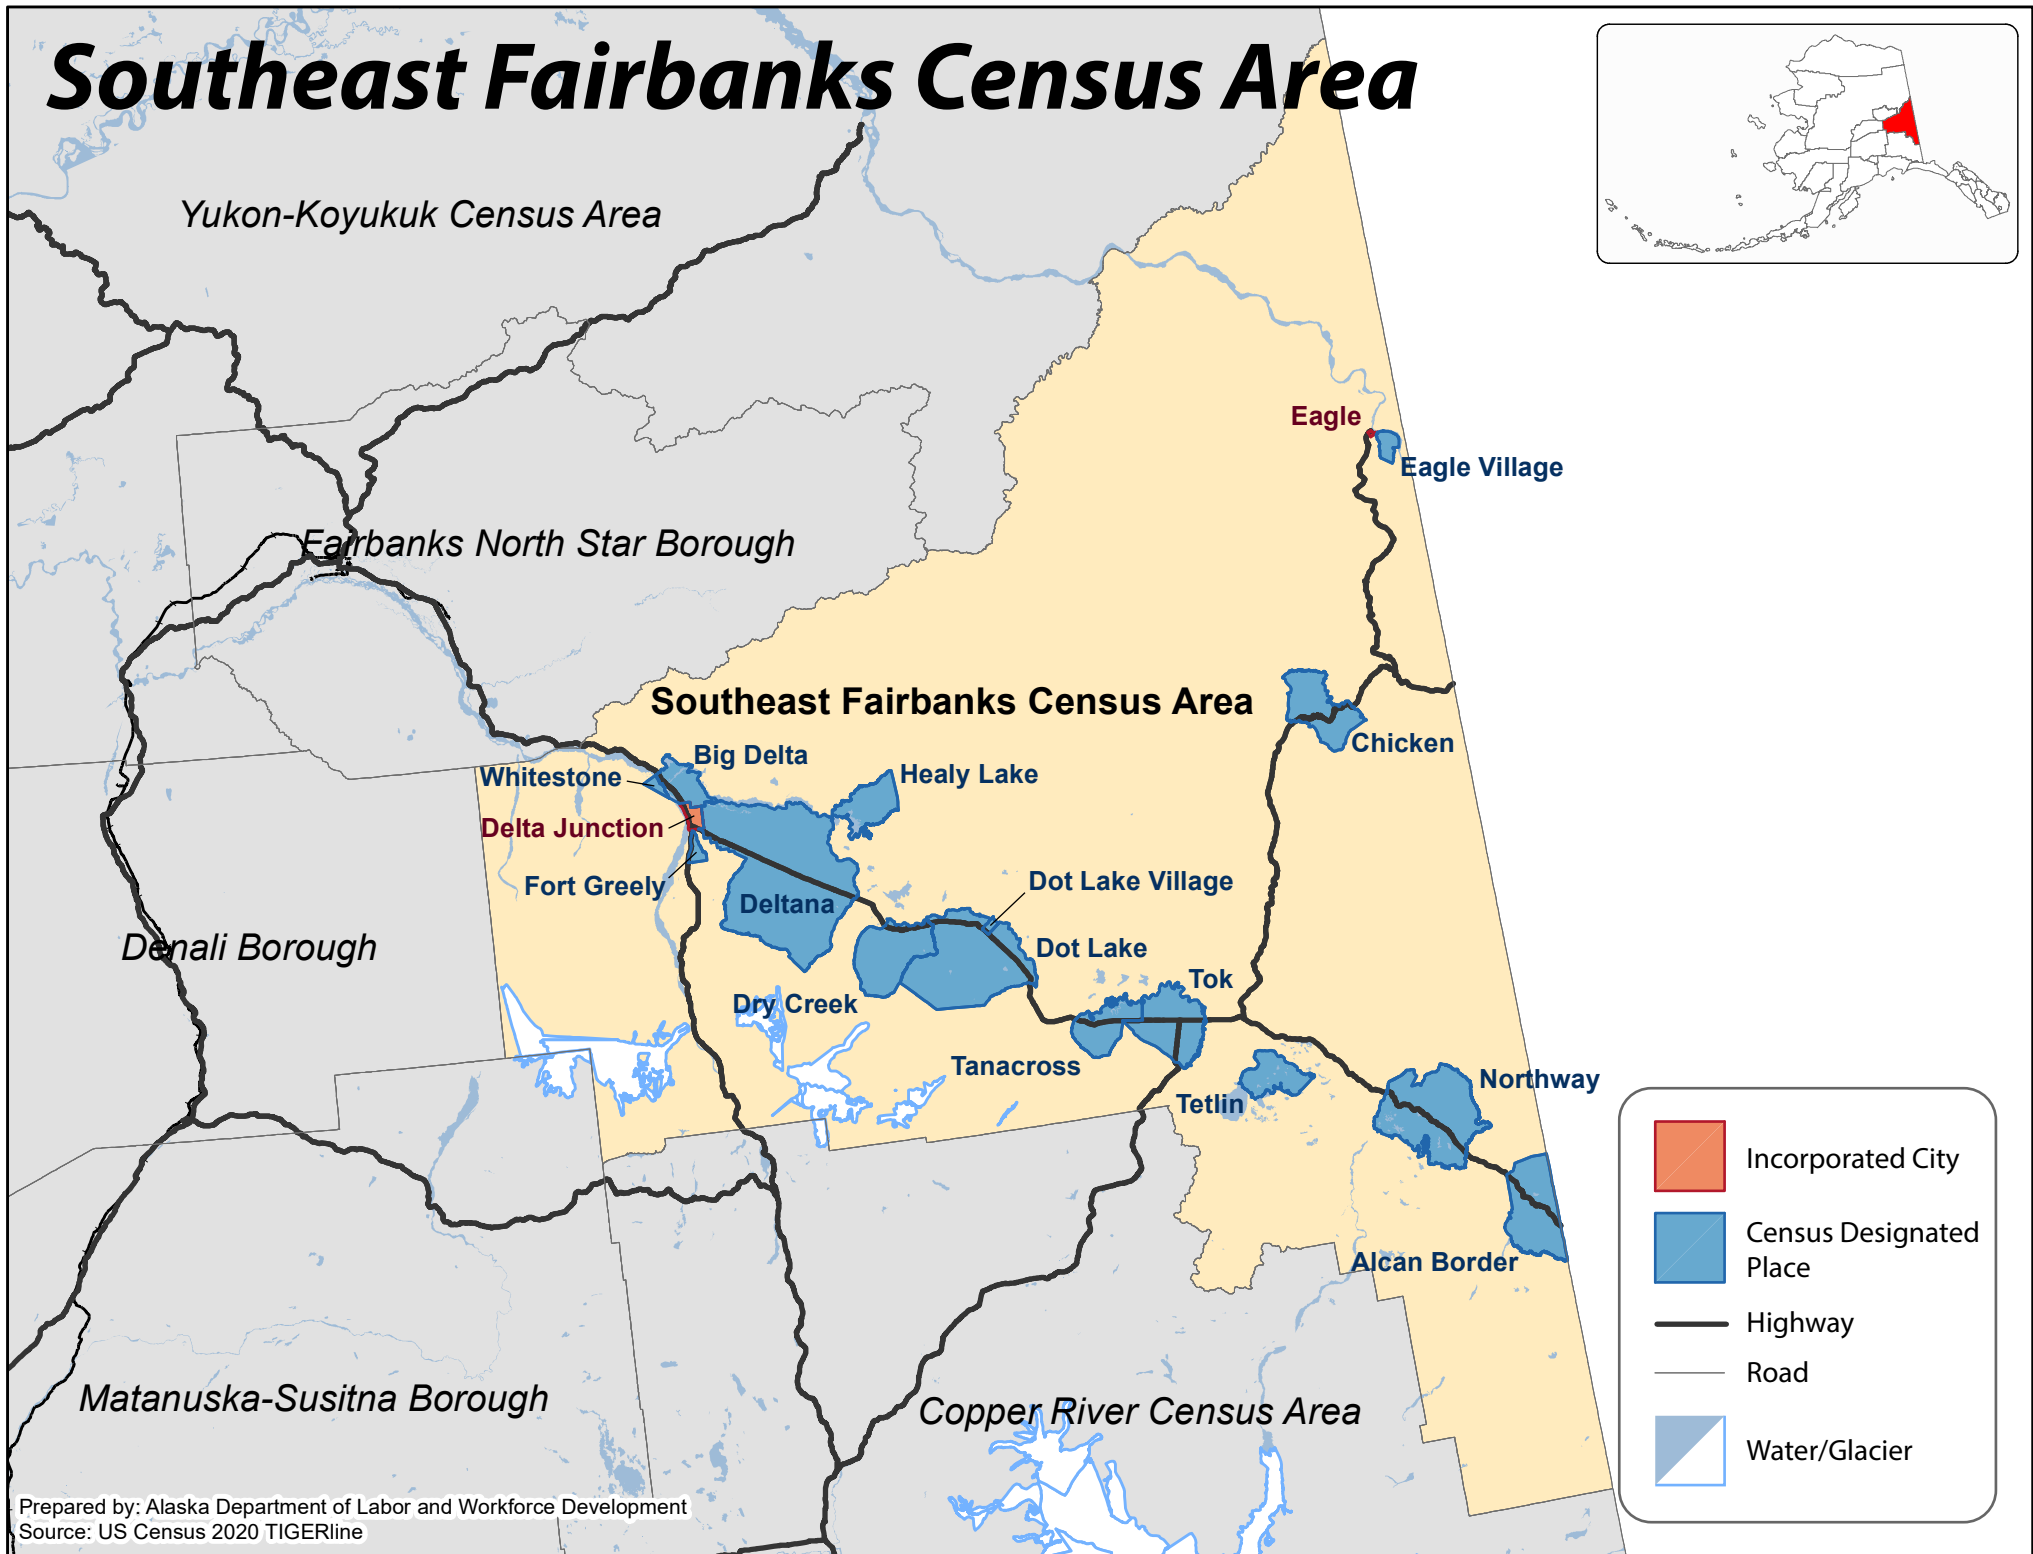 Southeast Fairbanks Census Area
Yukon-Koyukuk Census Area
Eagle
Eagle Village
Fairbanks North Star Borough
Southeast Fairbanks Census Area
Chicken
Big Delta
Whitestone
Healy Lake
Delta Junction
Fort Greely
Deltana
Dot Lake Village
Denali Borough
Dot Lake
Tok
Dry Creek
Tanacross
Tetlin
Northway
Alcan Border
Matanuska-Susitna Borough
Copper River Census Area
Incorporated City
Census Designated
Place
Highway
Road
Water/Glacier
Prepared by: Alaska Department of Labor and Workforce Development
Source: US Census 2020 TIGERline